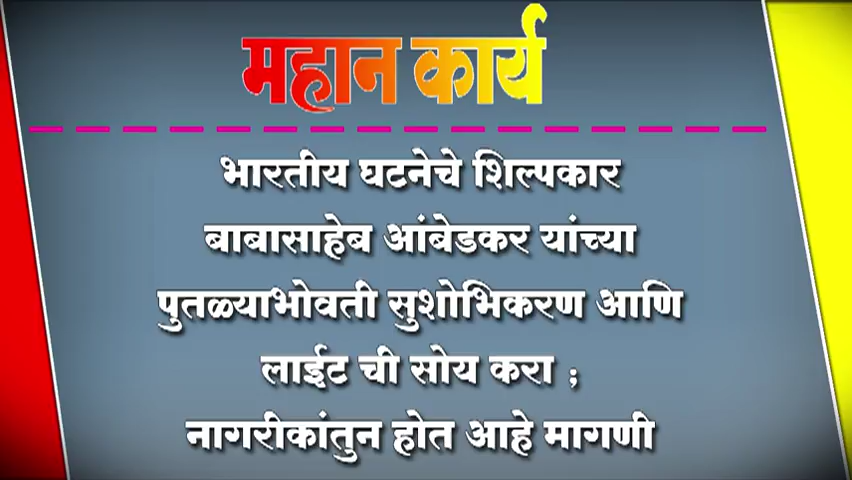 महान कार्य
भारतीय घटनेचे शिल्पकार
बाबासाहेब आंबेडकर यांच्या
पुतळ्याभोवती सुशोभिकरण आणि
लाईट ची सोय करा ;
नागरीकांतुन होत आहे मागणी